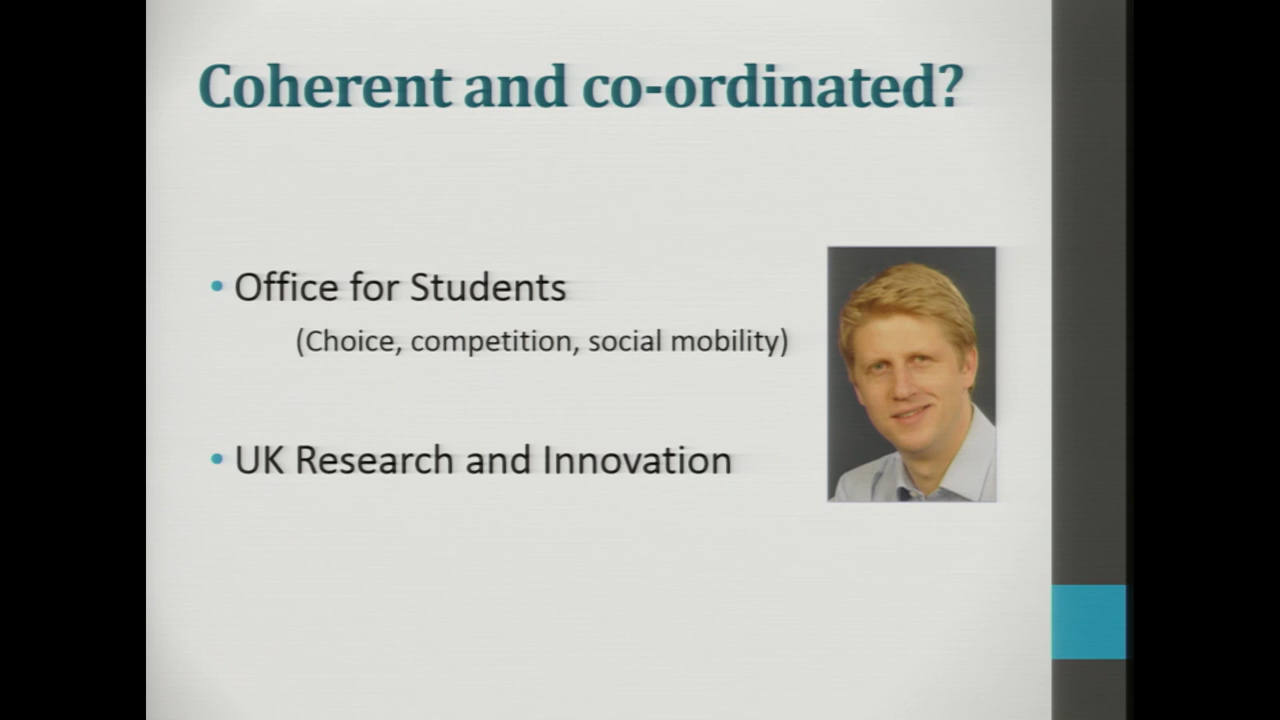 Coherent and co-ordinated?
• Office for Students
(Choice, competition, social mobility)
• UK Research and Innovation